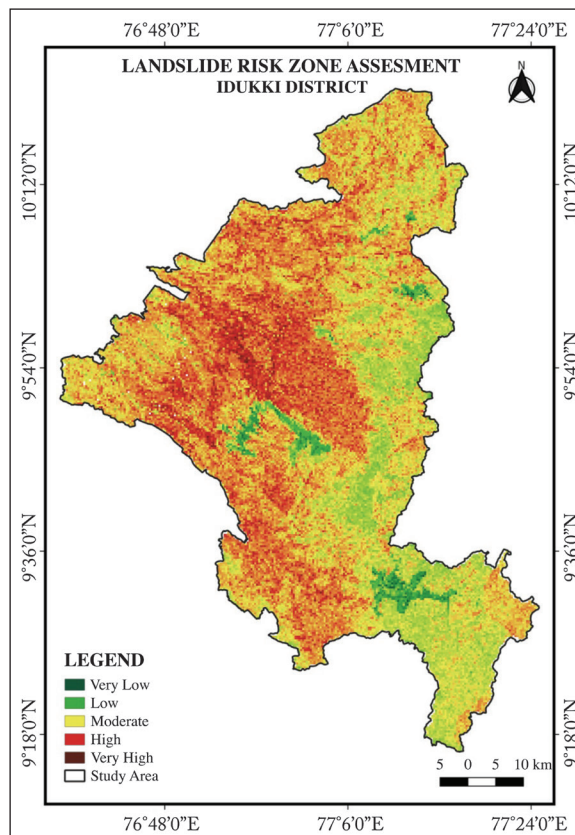 76°48'0”E 77°6'0”E 77°24'0”E
LANDSLIDE RISK ZONE ASSESMENT
IDUKKI DISTRICT
N
10°12'0”N 10°12'0”N
9°54'0”N 9°54'0”N
9°36'0”N 9°36'0”N
9°18'0”N 9°18'0”N
LEGEND
Very Low
Low
Moderate
High
Very High
Study Area
5 0 5 10 km
76°48'0”E 77°6'0”E 77°24'0”E